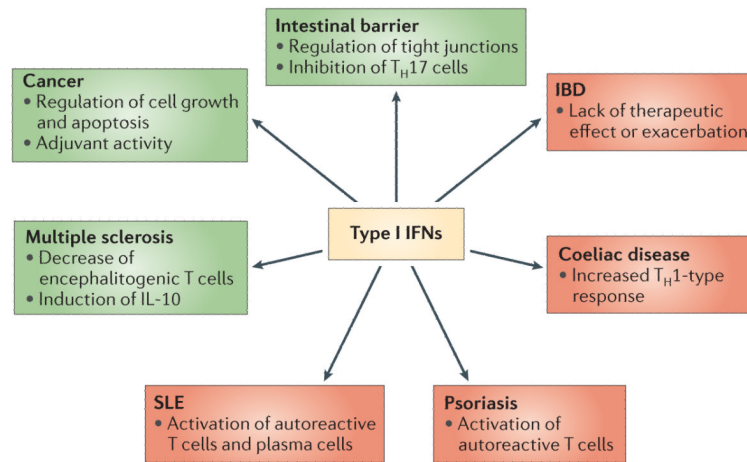 Intestinal barrier
• Regulation of tight junctions
• Inhibition of TH17 cells
Cancer
• Regulation of cell growth
and apoptosis
• Adjuvant activity
IBD
• Lack of therapeutic
effect or exacerbation
Type I IFNs
Multiple sclerosis
• Decrease of
encephalitogenic T cells
• Induction of IL-10
Coeliac disease
• Increased TH1-type
response
SLE
• Activation of autoreactive
T cells and plasma cells
Psoriasis
• Activation of
autoreactive T cells